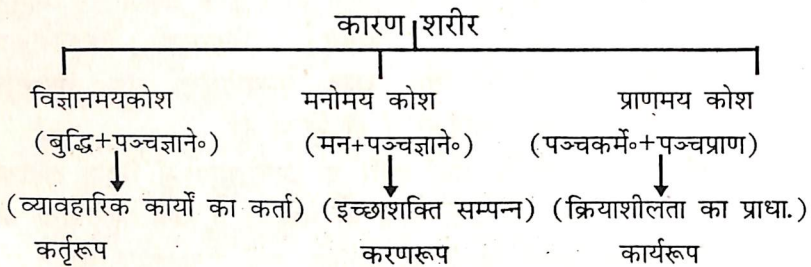 कारण शरीर
विज्ञानमयकोश मनोमय कोश प्राणमय कोश
(बुद्धि+पञ्चज्ञाने०) (मन+पञ्चज्ञाने०) (पञ्चकर्मे०+पञ्चप्राण)
(व्यावहारिक कार्यों का कर्ता) (इच्छाशक्ति सम्पन्न) (क्रियाशीलता का प्राधा.)
कर्तृरूप करणरूप कार्यरूप